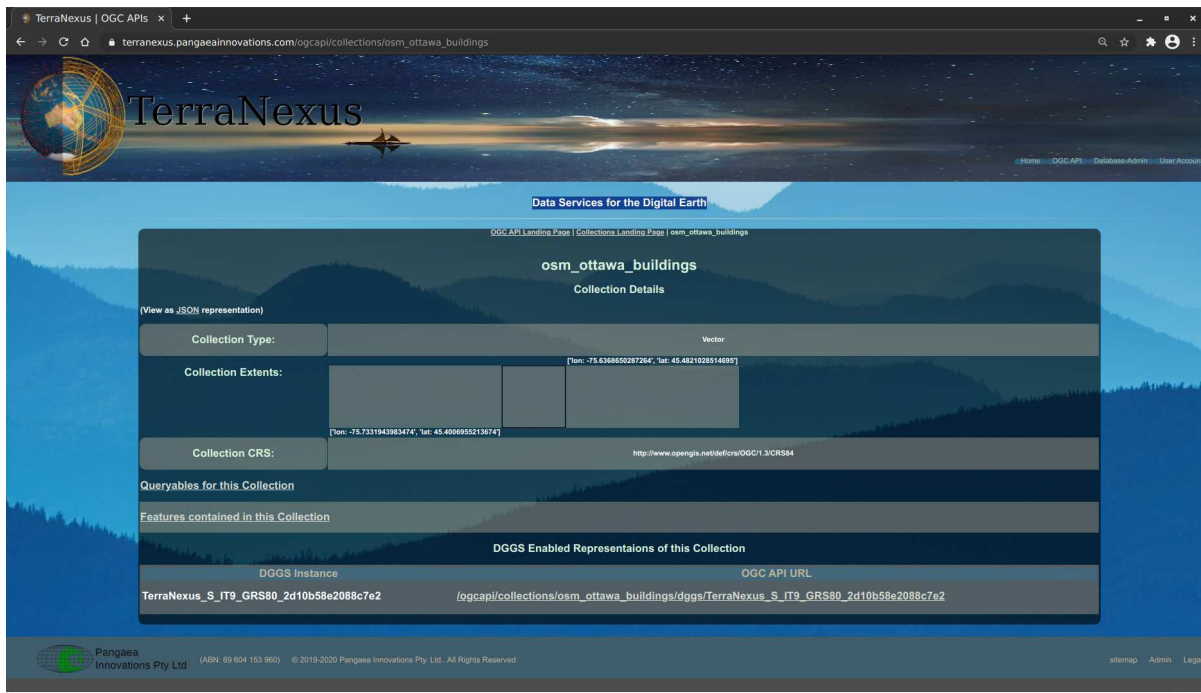 TerraNexus | OGC APIs × +
terranexus.pangaeainnovations.com/ogcapi/collections/osm_ottawa_buildings
TerraNexus
Home OGC API Database Admin User Accoun
Data Services for the Digital Earth
OGC API Landing Page | Collections Landing Page | osm_ottawa_buildings
osm_ottawa_buildings
Collection Details
(View as JSON representation)
Collection Type: Vector
['lon: -75.6368650287264', 'lat: 45.4821028514695']
Collection Extents:
['lon: -75.7331943983474', 'lat: 45.4006955213674']
Collection CRS: http://www.opengis.net/def/crs/OGC/1.3/CRS84
Queryables for this Collection
Features contained in this Collection
DGGS Enabled Representaions of this Collection
DGGS Instance OGC API URL
TerraNexus_S_IT9_GRS80_2d10b58e2088c7e2 /ogcapi/collections/osm_ottawa_buildings/dggs/TerraNexus_S_IT9_GRS80_2d10b58e2088c7e2
Pangaea
Innovations Pty Ltd (ABN: 69 604 153 960) © 2019-2020 Pangaea Innovations Pty. Ltd.. All Rights Reserved sitemap Admin Lega